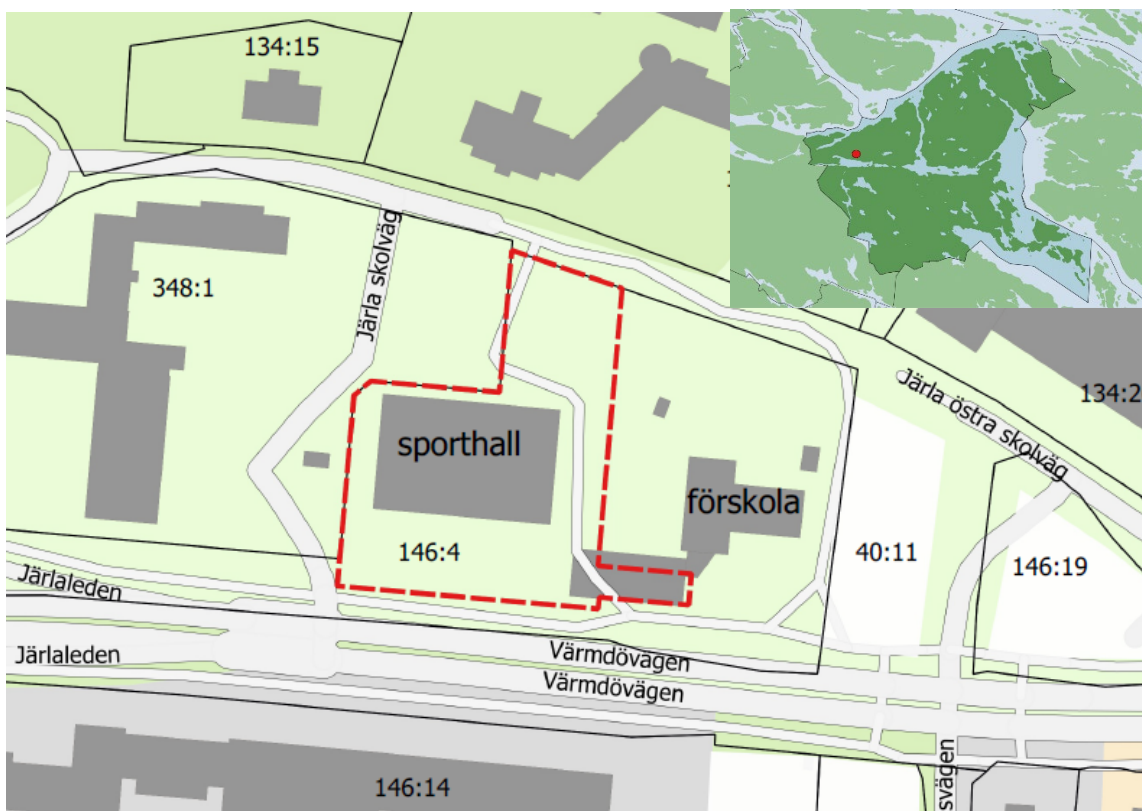 134:15
348:1
Järla skolväg
sporthall
förskola
146:4
Järla östra skolväg
134:2
40:11
146:19
Järlaleden
Järlaleden
Värmdövägen
Värmdövägen
svägen
146:14